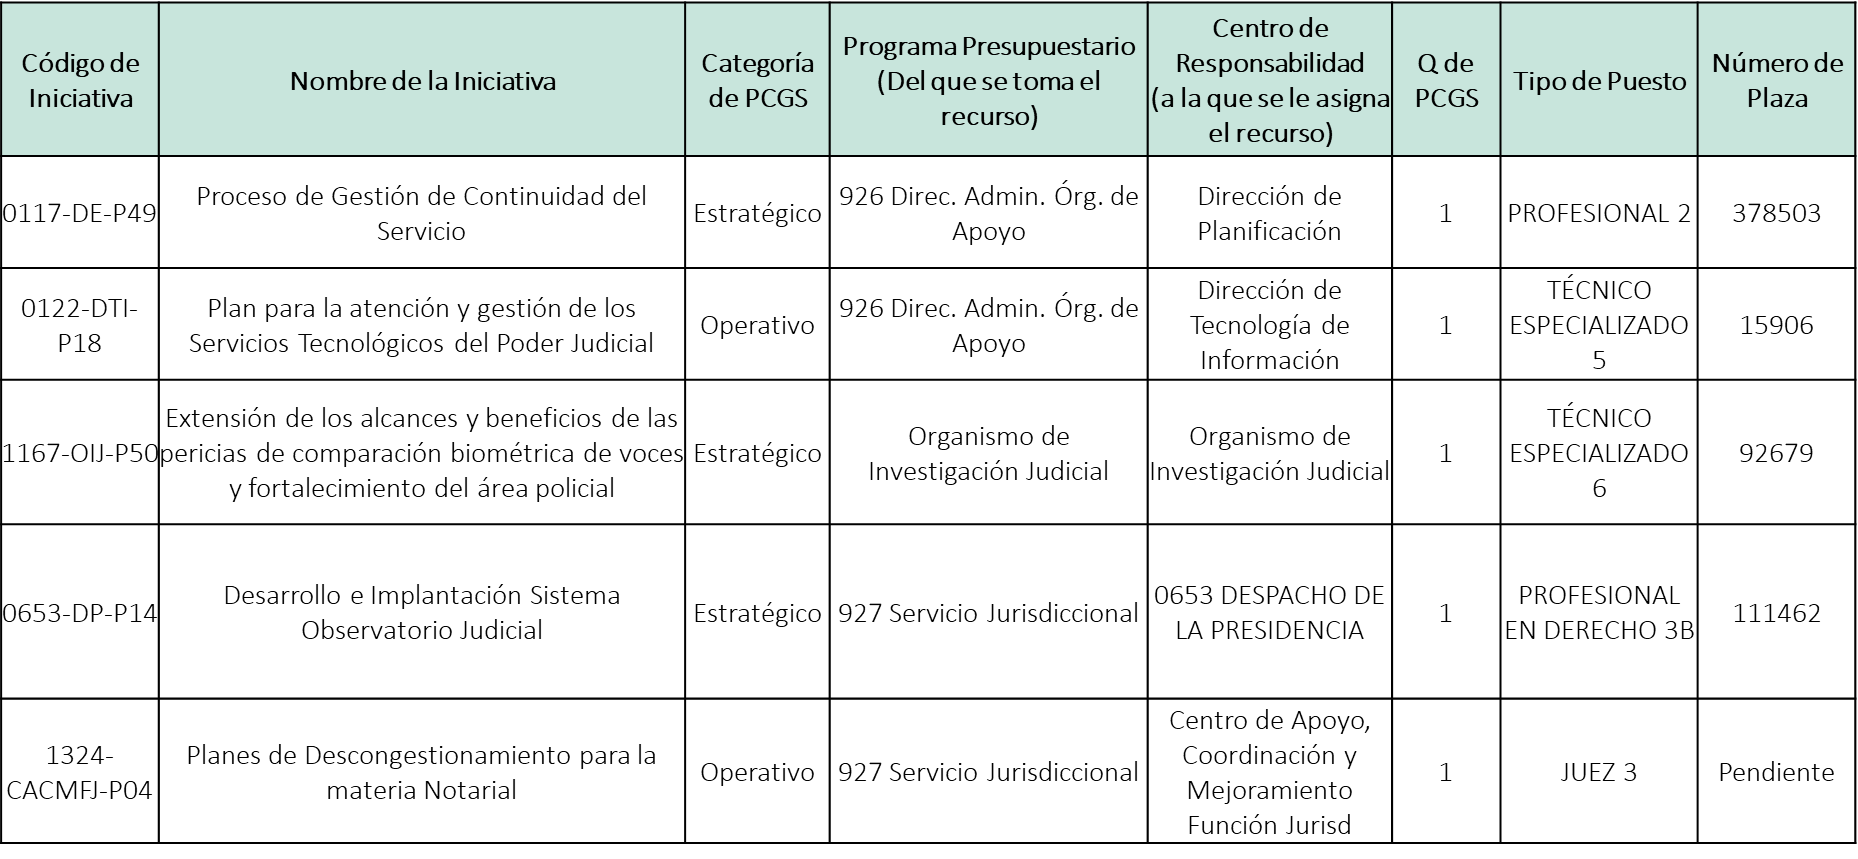 Código de
Iniciativa
Nombre de la Iniciativa
Categoría
de PCGS
Programa Presupuestario
(Del que se toma el
recurso)
Centro de
Responsabilidad
(a la que se le asigna
el recurso)
Q de
PCGS
Tipo de Puesto
Número de
Plaza
0117-DE-P49
Proceso de Gestión de Continuidad del
Servicio
Estratégico
926 Direc. Admin. Órg. de
Apoyo
Dirección de
Planificación
1
PROFESIONAL 2
378503
0122-DTI-
P18
Plan para la atención y gestión de los
Servicios Tecnológicos del Poder Judicial
Operativo
926 Direc. Admin. Órg. de
Apoyo
Dirección de
Tecnología de
Información
1
TÉCNICO
ESPECIALIZADO
5
15906
1167-OIJ-P50
Extensión de los alcances y beneficios de las
pericias de comparación biométrica de voces
y fortalecimiento del área policial
Estratégico
Organismo de
Investigación Judicial
Organismo de
Investigación Judicial
1
TÉCNICO
ESPECIALIZADO
6
92679
0653-DP-P14
Desarrollo e Implantación Sistema
Observatorio Judicial
Estratégico
927 Servicio Jurisdiccional
0653 DESPACHO DE
LA PRESIDENCIA
1
PROFESIONAL
EN DERECHO 3B
111462
1324-
CACMFJ-P04
Planes de Descongestionamiento para la
materia Notarial
Operativo
927 Servicio Jurisdiccional
Centro de Apoyo,
Coordinación y
Mejoramiento
Función Jurisd
1
JUEZ 3
Pendiente